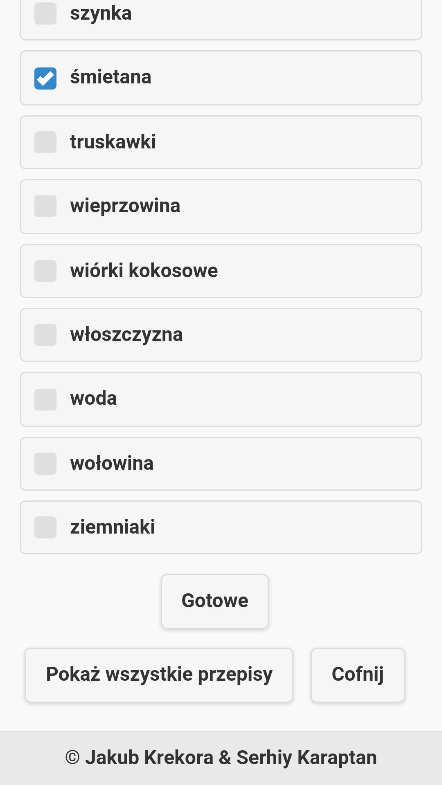 szynka
śmietana
truskawki
wieprzowina
wiórki kokosowe
włoszczyzna
woda
wołowina
ziemniaki
Gotowe
Pokaż wszystkie przepisy Cofnij
© Jakub Krekora & Serhiy Karaptan